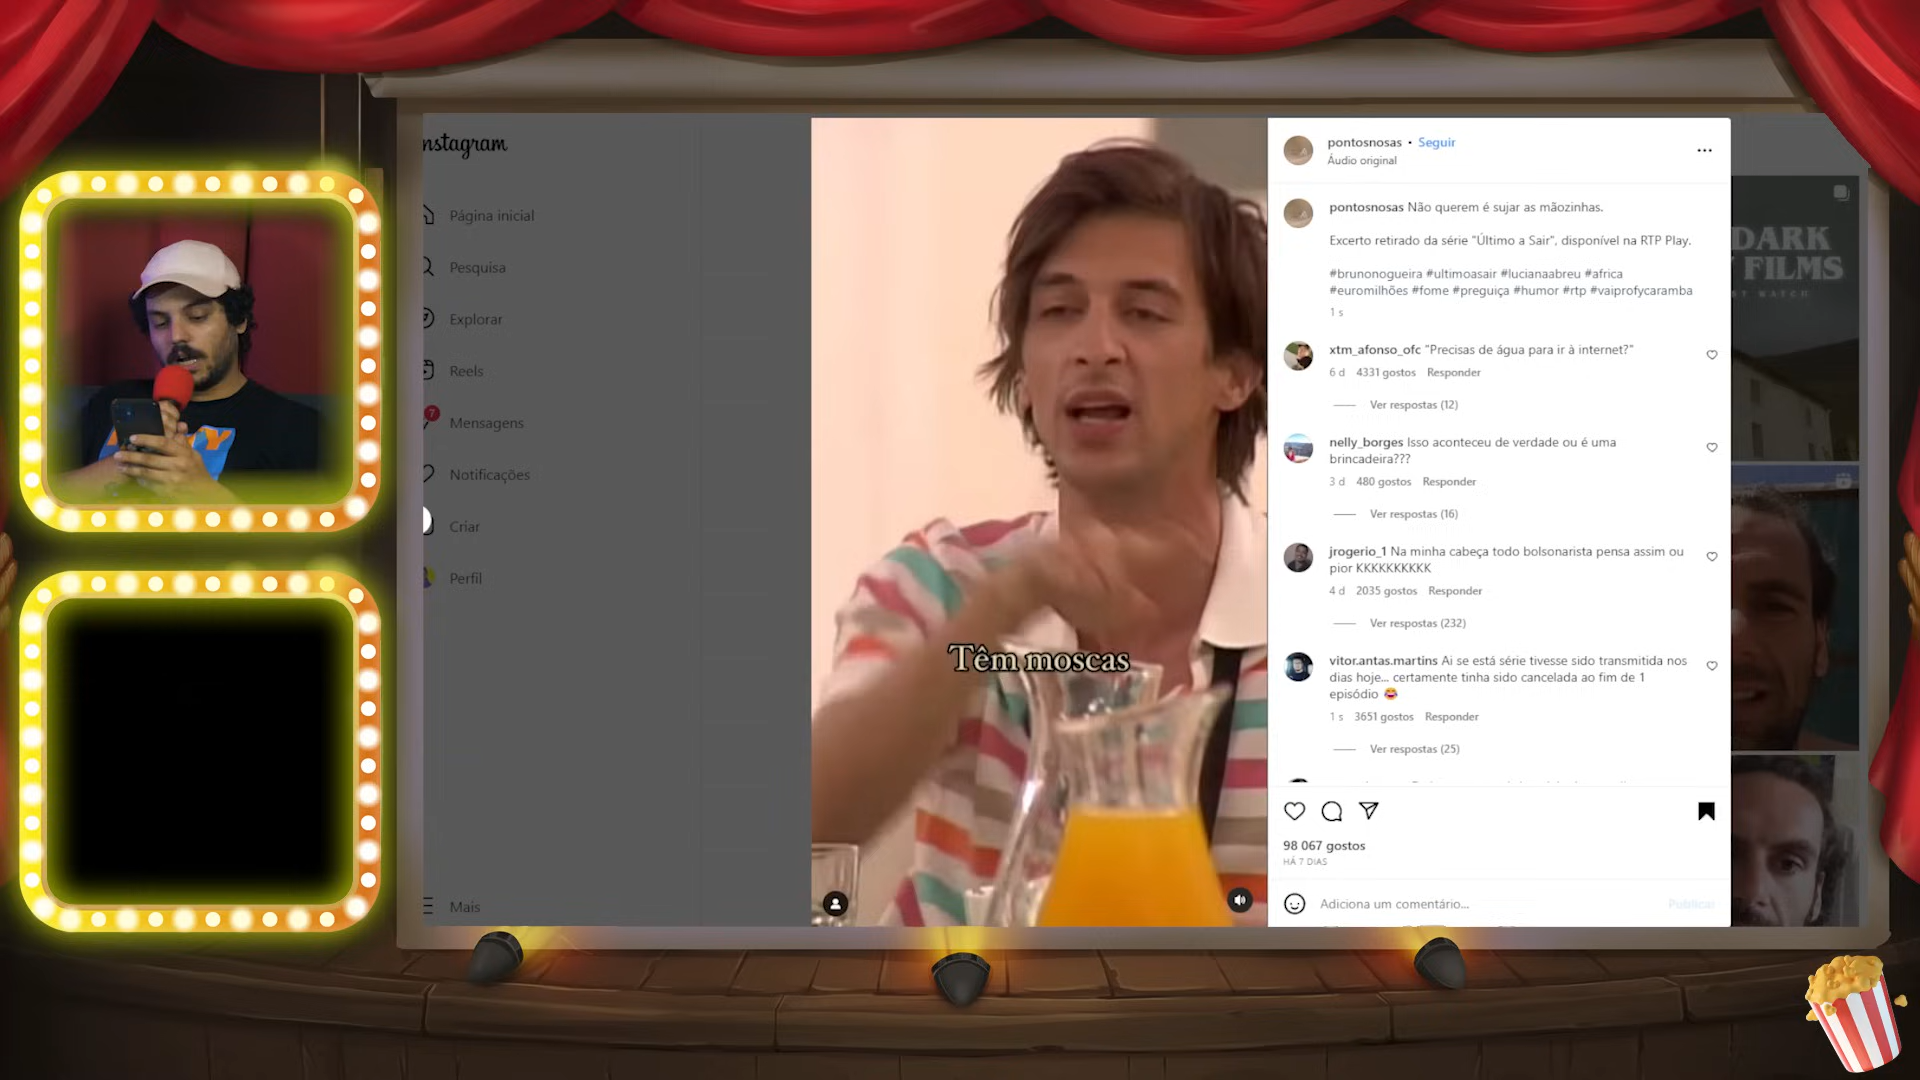 nstagram
Página inicial
Pesquisa
Explorar
Reels
7
Mensagens
Notificações
Criar
Perfil
Mais
Têm moscas
pontosnosas • Seguir
Áudio original
pontosnosas Não querem é sujar as mãozinhas.
Excerto retirado da série "Último a Sair", disponível na RTP Play.
#brunonogueira #ultimoasair #lucianaabreu #africa
#euromilhões #fome #preguiça #humor #rtp #vaiprofycaramba
1 s
xtm_afonso_ofc "Precisas de água para ir à internet?"
6 d 4331 gostos Responder
Ver respostas (12)
nelly_borges Isso aconteceu de verdade ou é uma
brincadeira???
3 d 480 gostos Responder
Ver respostas (16)
jrogerio_1 Na minha cabeça todo bolsonarista pensa assim ou
pior KKKKKKKKKK
4 d 2035 gostos Responder
Ver respostas (232)
vitor.antas.martins Ai se está série tivesse sido transmitida nos
dias hoje... certamente tinha sido cancelada ao fim de 1
episódio 😂
1 s 3651 gostos Responder
Ver respostas (25)
98 067 gostos
HÁ 7 DIAS
Adiciona um comentário...
Publicar
DARK
FILMS
WATCH